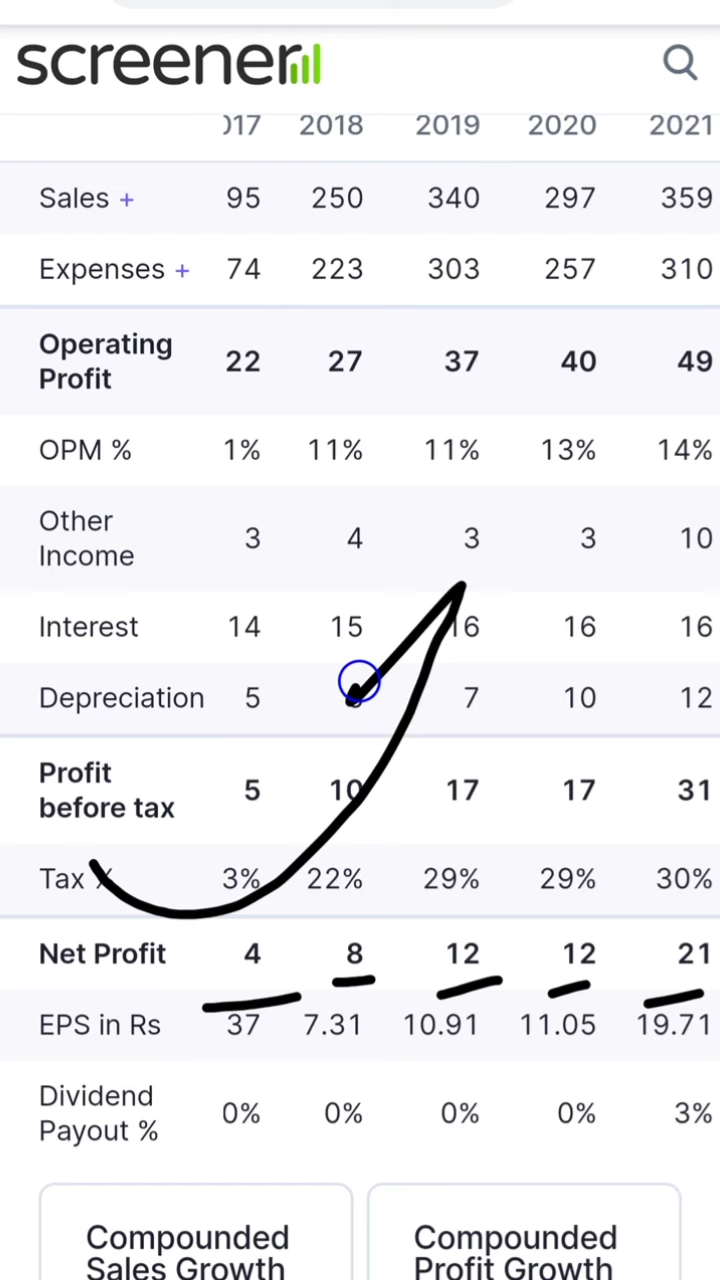 screener
017 2018 2019 2020 2021
Sales + 95 250 340 297 359
Expenses + 74 223 303 257 310
Operating
Profit 22 27 37 40 49
OPM % 1% 11% 11% 13% 14%
Other
Income 3 4 3 3 10
Interest 14 15 16 16 16
Depreciation 5 7 10 12
Profit
before tax 5 10 17 17 31
Tax 3% 22% 29% 29% 30%
Net Profit 4 8 12 12 21
EPS in Rs 37 7.31 10.91 11.05 19.71
Dividend
Payout % 0% 0% 0% 0% 3%
Compounded
Sales Growth
Compounded
Profit Growth